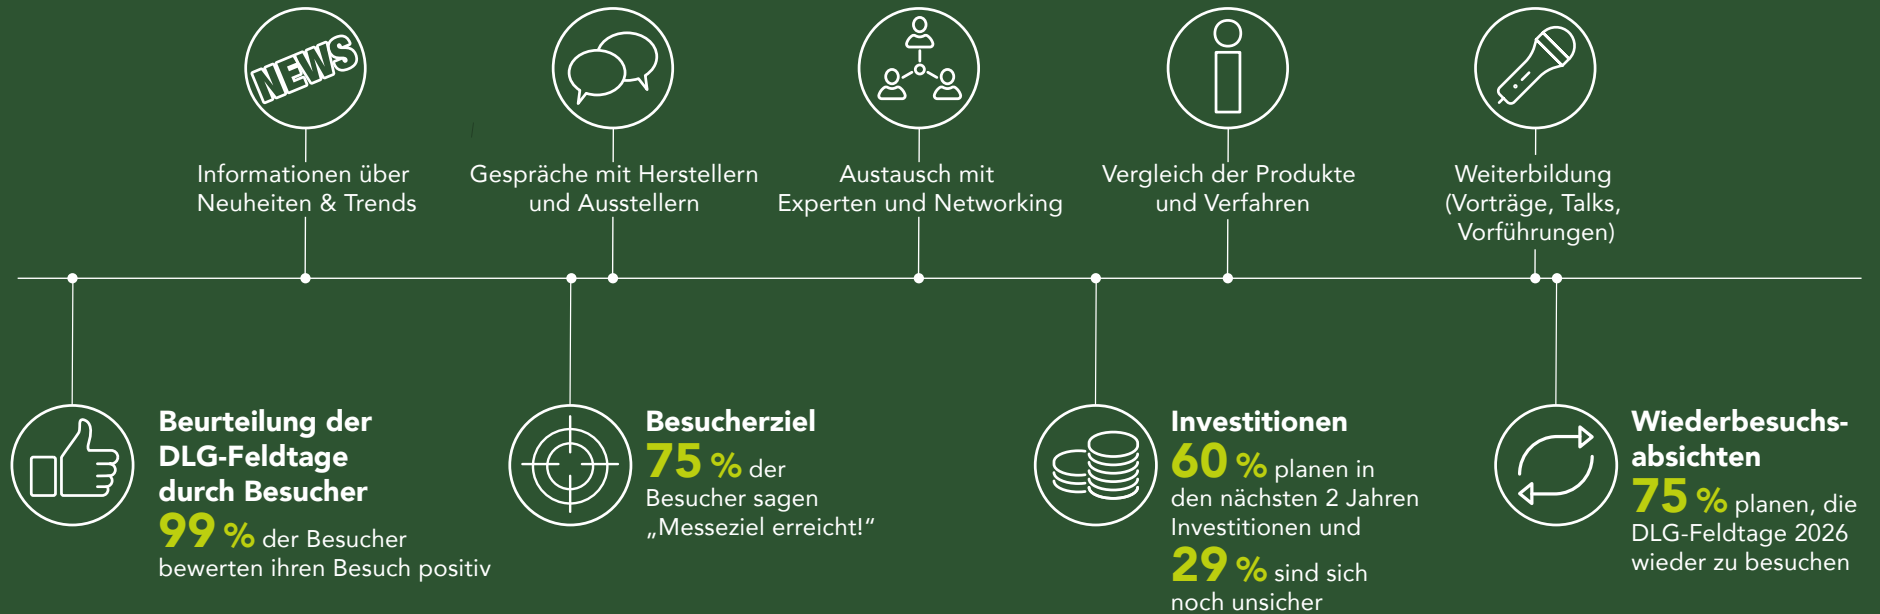 NEWS
Informationen über
Neuheiten & Trends
Gespräche mit Herstellern
und Ausstellern
Austausch mit
Experten und Networking
Vergleich der Produkte
und Verfahren
Weiterbildung
(Vorträge, Talks,
Vorführungen)
Beurteilung der
DLG-Feldtage
durch Besucher
99 % der Besucher
bewerten ihren Besuch positiv
Besucherziel
75 % der
Besucher sagen
„Messeziel erreicht!“
Investitionen
60 % planen in
den nächsten 2 Jahren
Investitionen und
29 % sind sich
noch unsicher
Wiederbesuchs-
absichten
75 % planen, die
DLG-Feldtage 2026
wieder zu besuchen